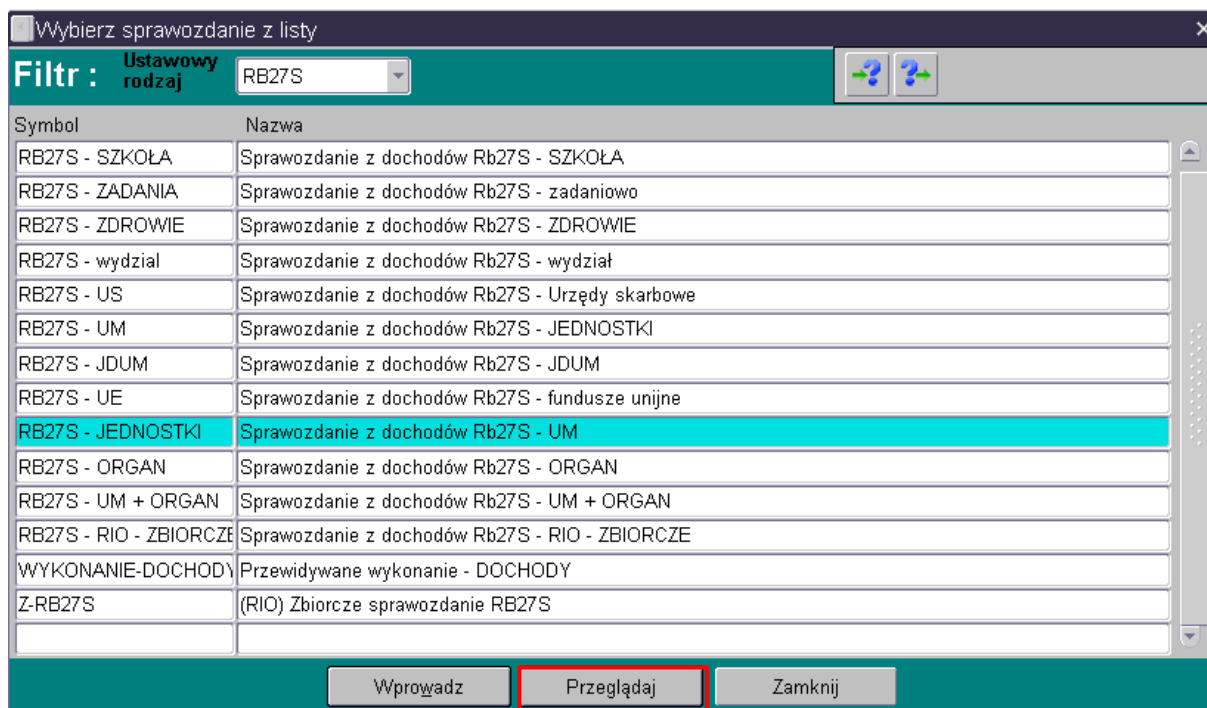 Wybierz sprawozdanie z listy
Filtr : Ustawowy rodzaj RB27S
Symbol Nazwa
RB27S - SZKOŁA Sprawozdanie z dochodów Rb27S - SZKOŁA
RB27S - ZADANIA Sprawozdanie z dochodów Rb27S - zadaniowo
RB27S - ZDROWIE Sprawozdanie z dochodów Rb27S - ZDROWIE
RB27S - wydzial Sprawozdanie z dochodów Rb27S - wydział
RB27S - US Sprawozdanie z dochodów Rb27S - Urzędy skarbowe
RB27S - UM Sprawozdanie z dochodów Rb27S - JEDNOSTKI
RB27S - JDUM Sprawozdanie z dochodów Rb27S - JDUM
RB27S - UE Sprawozdanie z dochodów Rb27S - fundusze unijne
RB27S - JEDNOSTKI Sprawozdanie z dochodów Rb27S - UM
RB27S - ORGAN Sprawozdanie z dochodów Rb27S - ORGAN
RB27S - UM + ORGAN Sprawozdanie z dochodów Rb27S - UM + ORGAN
RB27S - RIO - ZBIORCZE Sprawozdanie z dochodów Rb27S - RIO - ZBIORCZE
WYKONANIE-DOCHODY Przewidywane wykonanie - DOCHODY
Z-RB27S (RIO) Zbiorcze sprawozdanie RB27S
Wprowadz Przeglądaj Zamknij